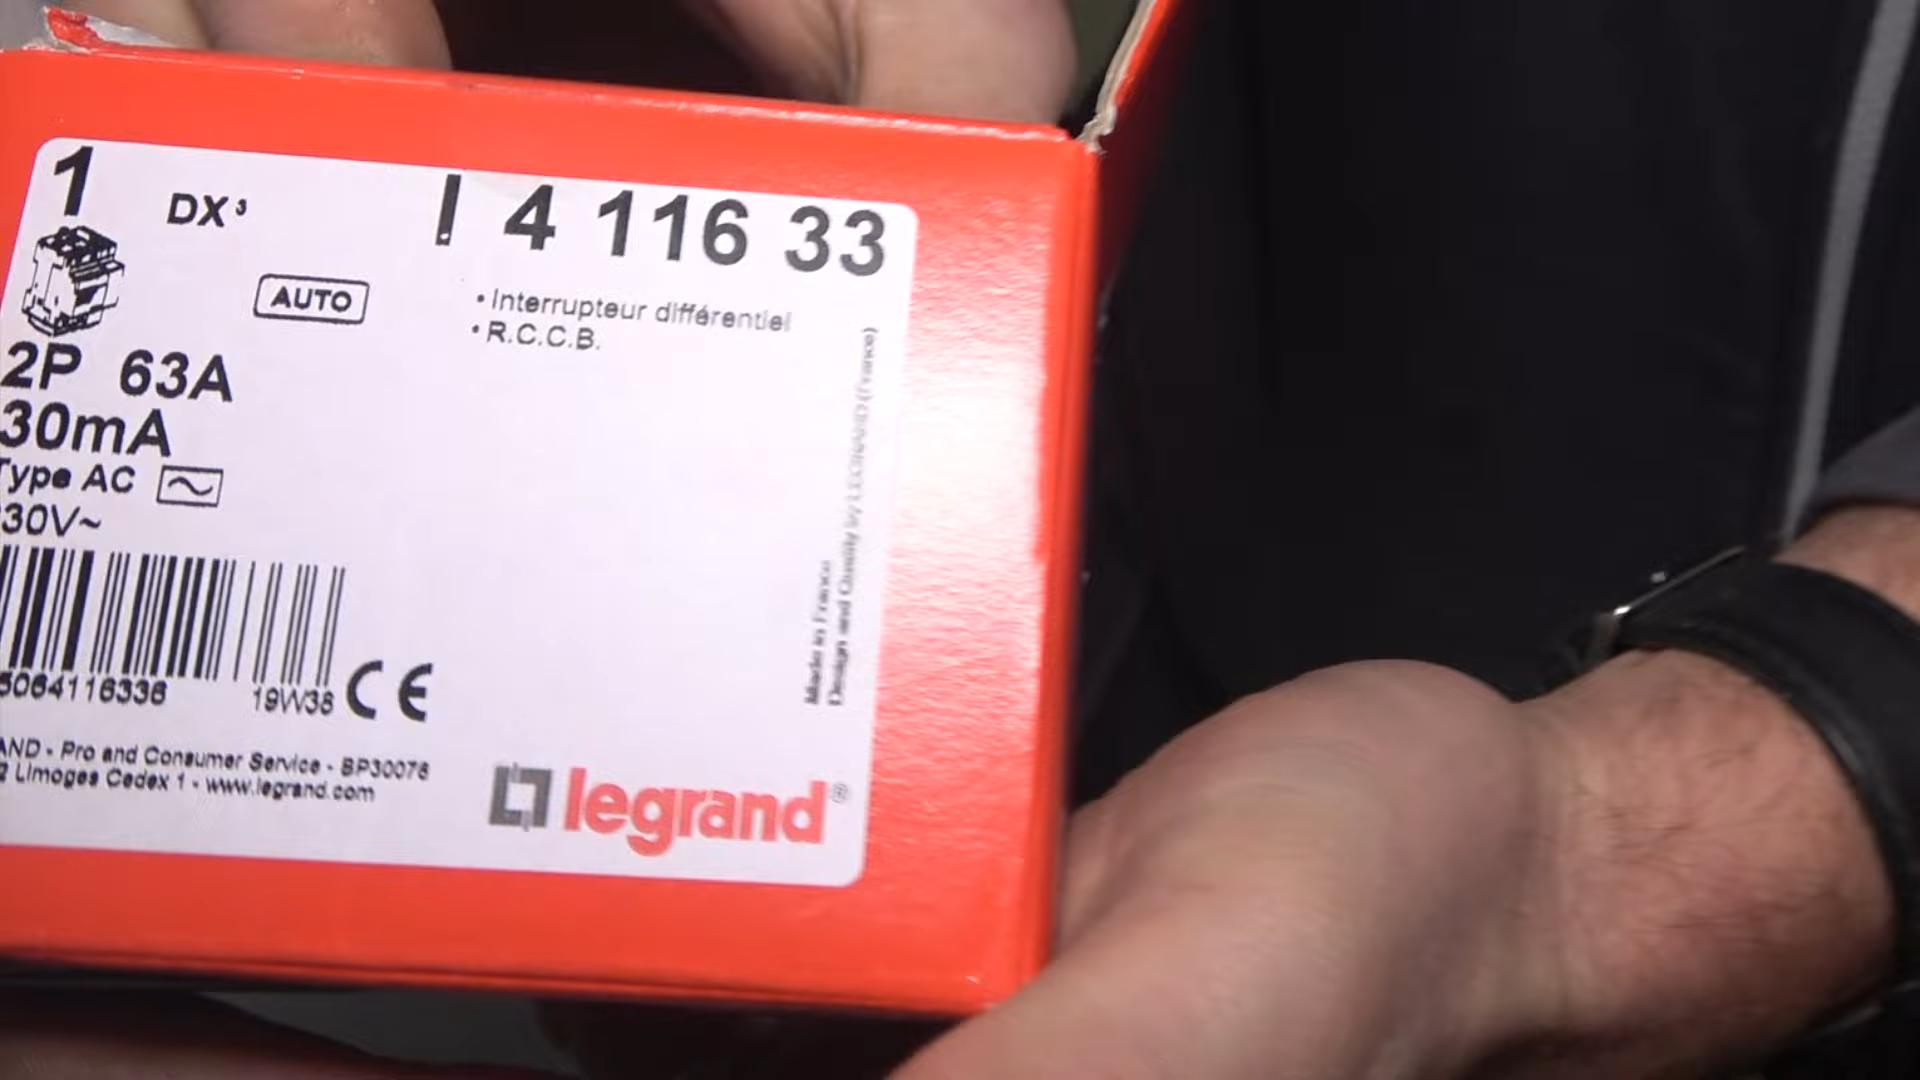 1 DX³ ! 4 116 33
AUTO
• Interrupteur différentiel
• R.C.C.B.
2P 63A
30mA
Type AC
30V~
5064116336 19W38 CE
AND - Pro and Consumer Service - BP30076
2 Limoges Cedex 1 - www.legrand.com
Made in France
Design and Quality by LEGRAND (France)
legrand®